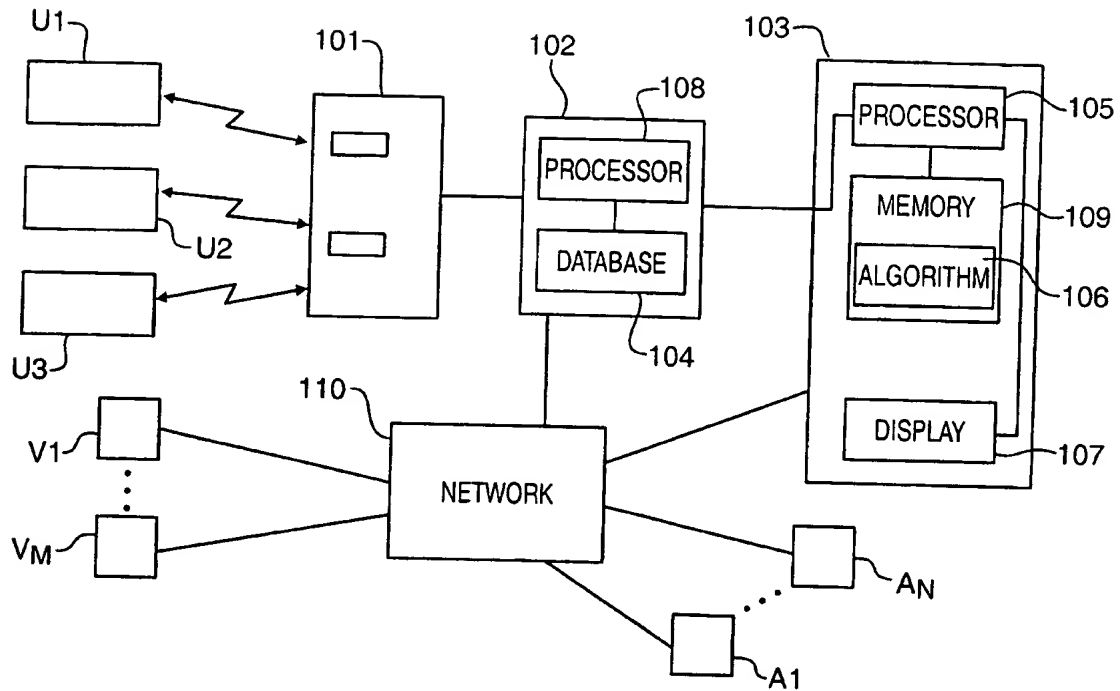 U1
101
102
103
108
105
PROCESSOR
PROCESSOR
MEMORY
109
U2
DATABASE
ALGORITHM
106
U3
104
110
V1
DISPLAY
107
NETWORK
VM
AN
A1